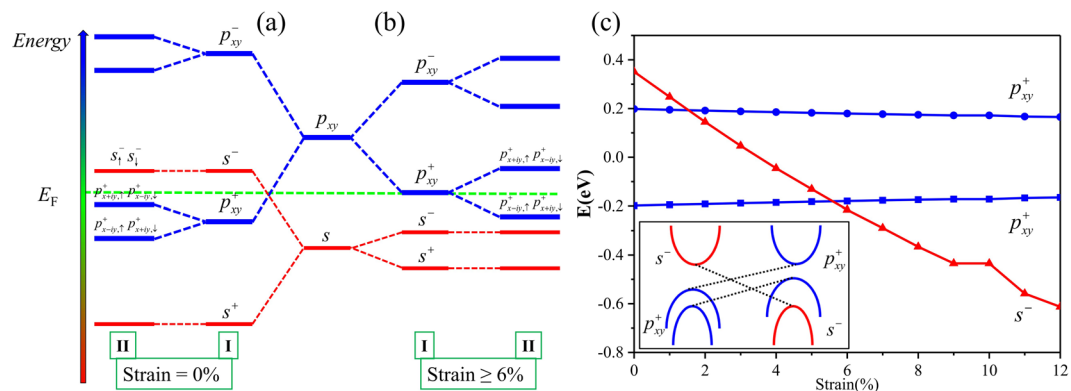 (a)
(b)
(c)
Energy
p⁻xy
p⁻xy
pxy
s⁻↑ s⁻↓
s⁻
p⁺x+iy,↑ p⁺x−iy,↓
p⁺xy
p⁺xy
p⁺x+iy,↑ p⁺x−iy,↓
EF
p⁺x−iy,↑ p⁺x+iy,↓
p⁺x−iy,↑ p⁺x+iy,↓
s
s⁻
s⁺
s⁺
II
I
Strain = 0%
I
II
Strain ≥ 6%
E(eV)
0.4
0.2
0.0
-0.2
-0.4
-0.6
-0.8
p⁺xy
p⁺xy
s⁻
s⁻
p⁺xy
p⁺xy
s⁻
0
2
4
6
8
10
12
Strain(%)